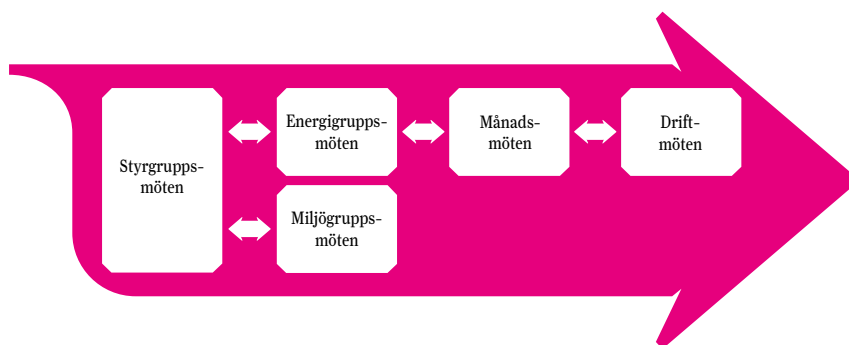 Styrgrupps-
möten
Energigrupps-
möten
Miljögrupps-
möten
Månads-
möten
Drift-
möten